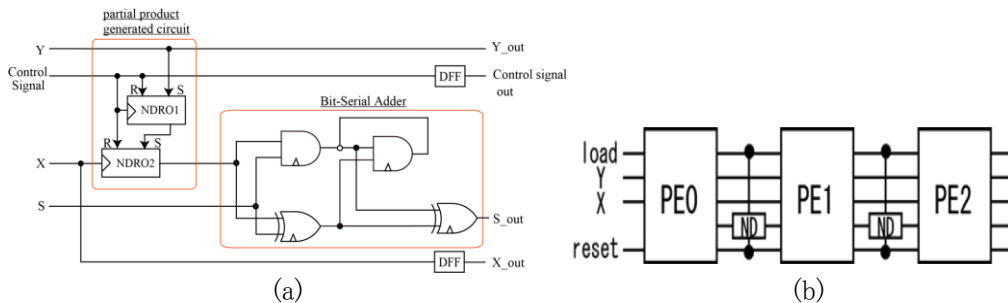 partial product
generated circuit
Y
Y_out
Control
Signal
DFF
Control signal
out
R
S
NDRO1
Bit-Serial Adder
R
S
X
NDRO2
S
S_out
DFF
X_out
(a)
load
Y
X
reset
PE0
ND
PE1
ND
PE2
(b)